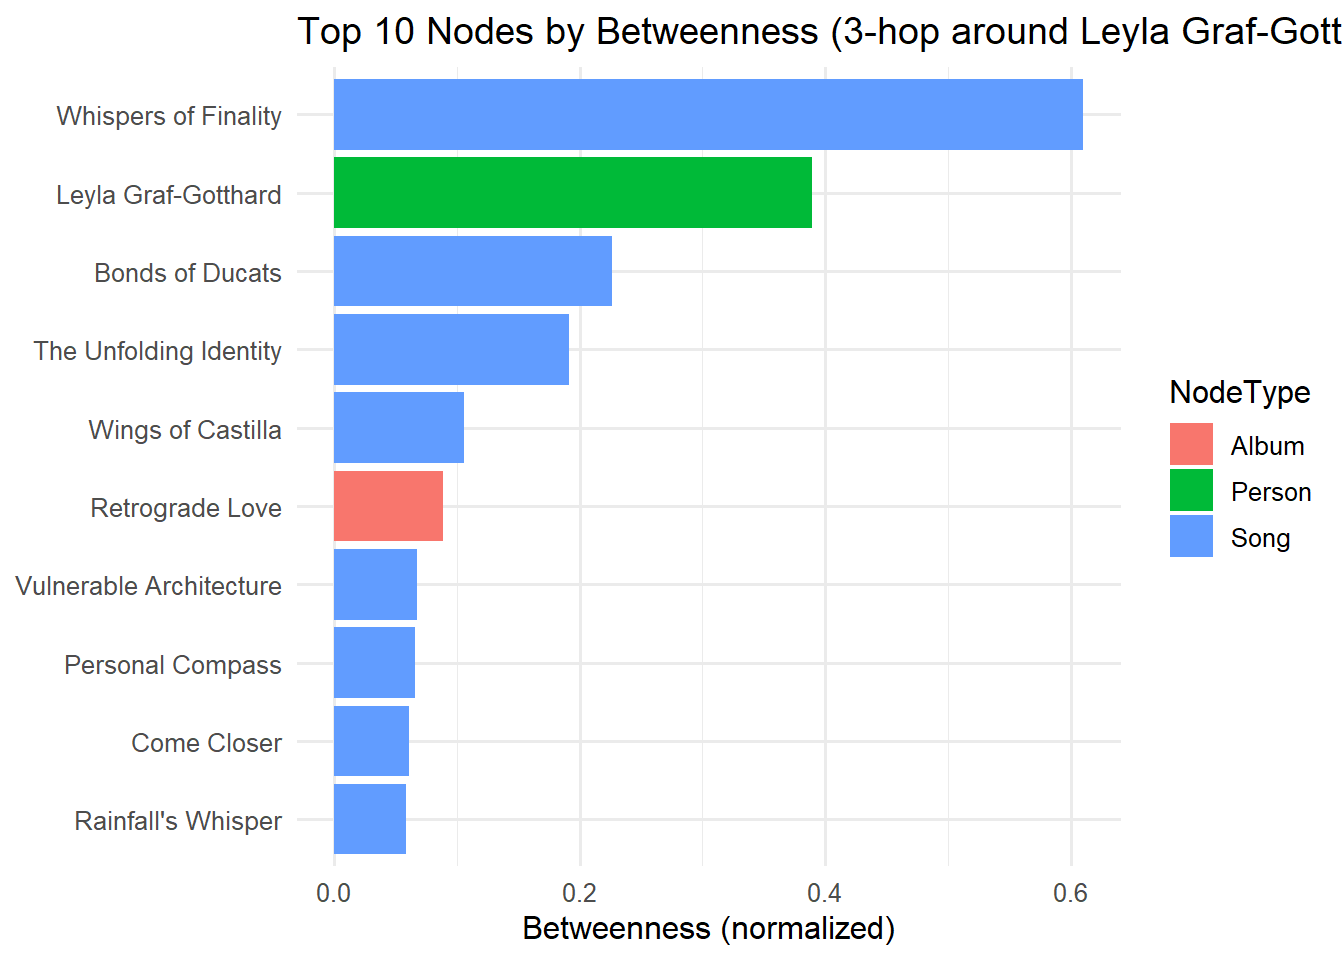 Top 10 Nodes by Betweenness (3-hop around Leyla Graf-Gott
Whispers of Finality
Leyla Graf-Gotthard
Bonds of Ducats
The Unfolding Identity
Wings of Castilla
Retrograde Love
Vulnerable Architecture
Personal Compass
Come Closer
Rainfall's Whisper
0.0 0.2 0.4 0.6
Betweenness (normalized)
NodeType
Album
Person
Song